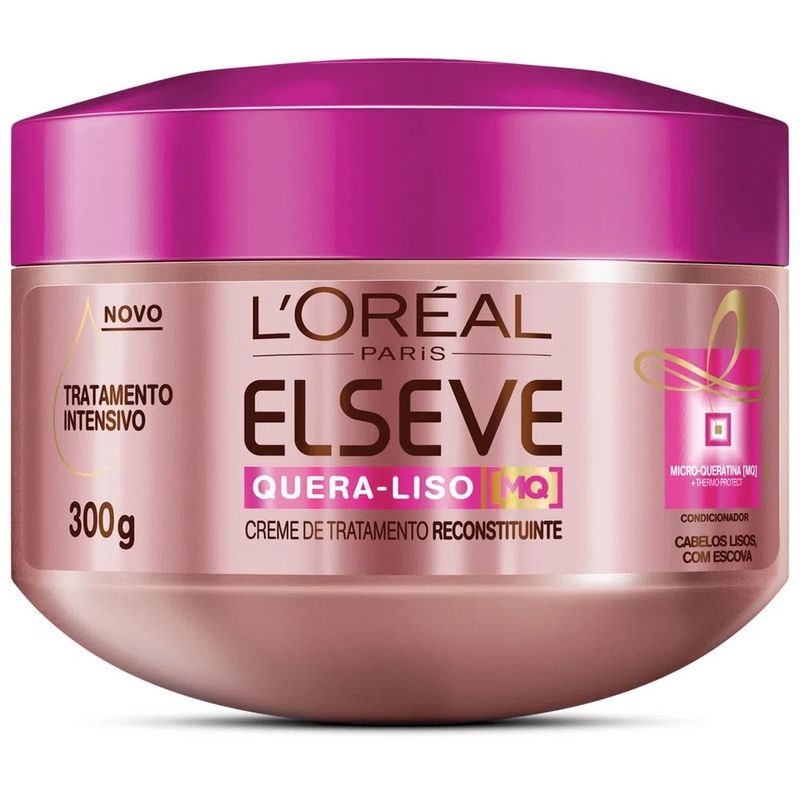 NOVO
TRATAMENTO
INTENSIVO
300g
L'ORÉAL
PARIS
ELSEVE
QUERA-LISO [MQ]
CREME DE TRATAMENTO RECONSTITUINTE
MICRO-QUERATINA [MQ]
+ THERMO-PROTECT
CONDICIONADOR
CABELOS LISOS,
COM ESCOVA